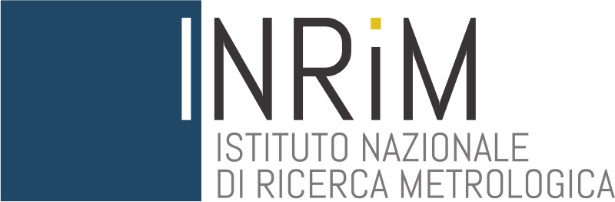 INRiM
ISTITUTO NAZIONALE
DI RICERCA METROLOGICA